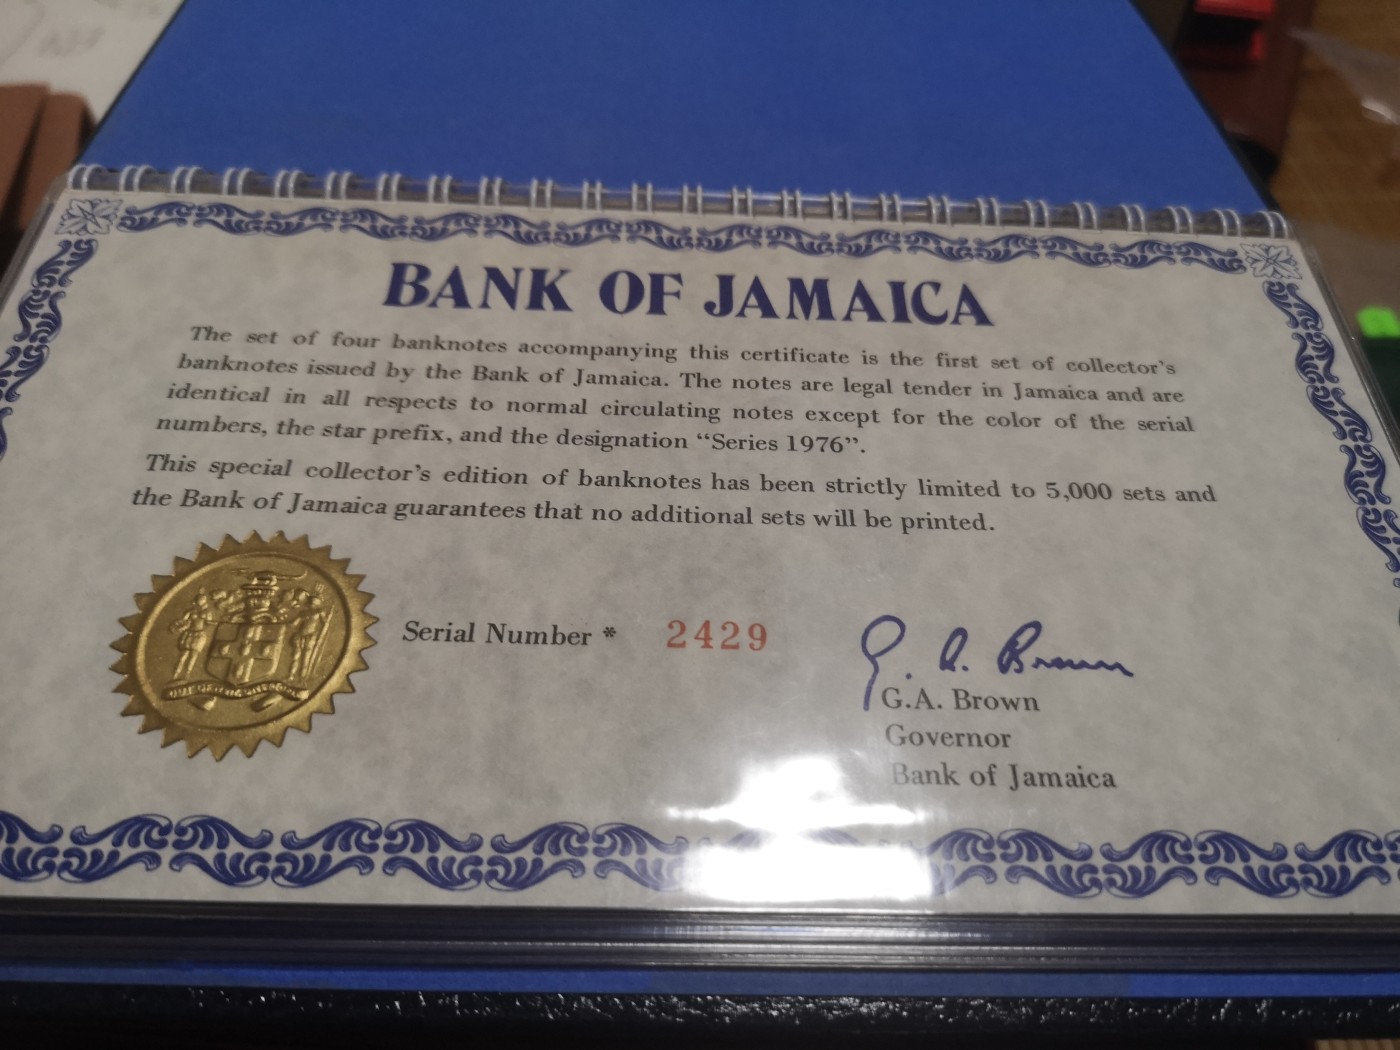 BANK OF JAMAICA
The set of four banknotes accompanying this certificate is the first set of collector's
banknotes issued by the Bank of Jamaica. The notes are legal tender in Jamaica and are
identical in all respects to normal circulating notes except for the color of the serial
numbers, the star prefix, and the designation “Series 1976”.
This special collector's edition of banknotes has been strictly limited to 5,000 sets and
the Bank of Jamaica guarantees that no additional sets will be printed.
Serial Number * 2429
G. A. Brown
G.A. Brown
Governor
Bank of Jamaica